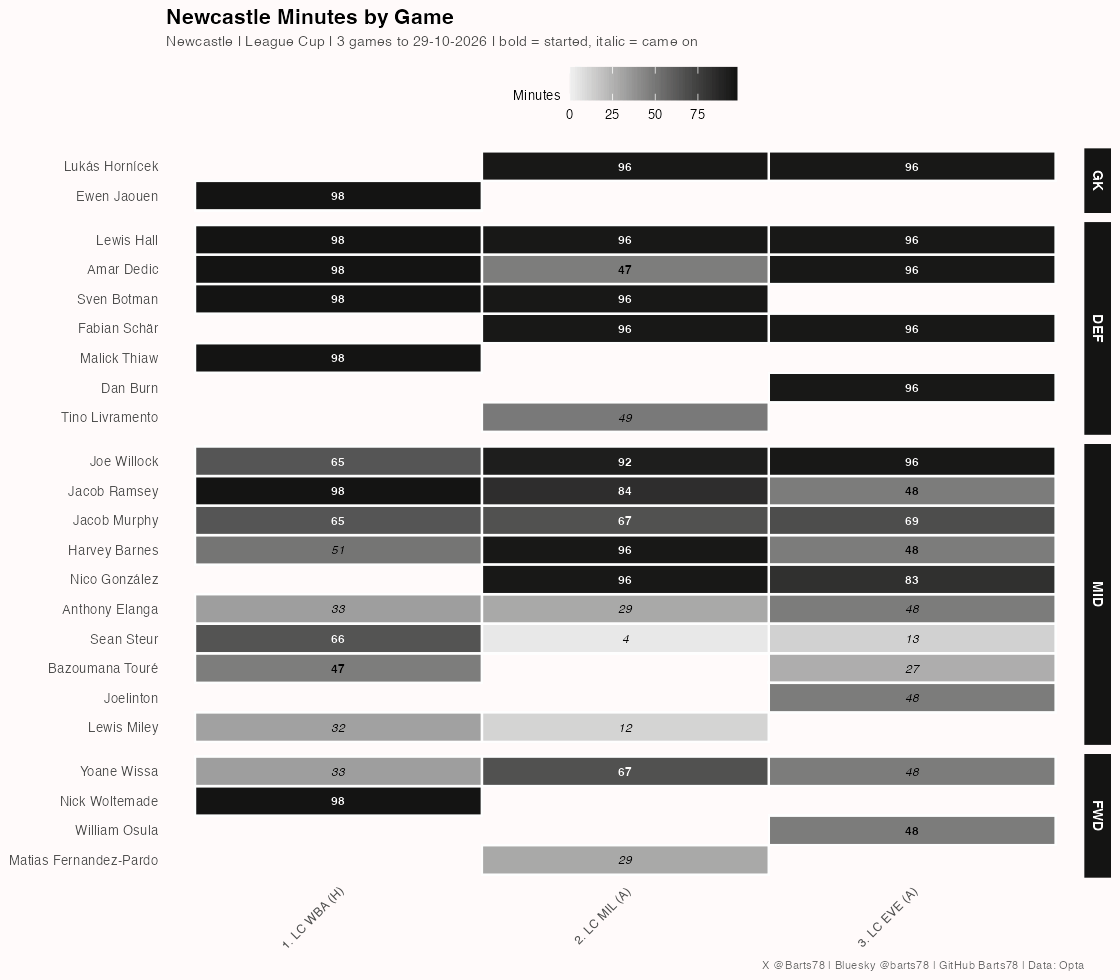 Newcastle Minutes by Game
Newcastle | League Cup | 3 games to 29-10-2026 | bold = started, italic = came on
Minutes
0 25 50 75
Lukás Hornícek 96 96
Ewen Jaouen 98
GK
Lewis Hall 98 96 96
Amar Dedic 98 47 96
Sven Botman 98 96
Fabian Schär 96 96
Malick Thiaw 98
Dan Burn 96
Tino Livramento 49
DEF
Joe Willock 65 92 96
Jacob Ramsey 98 84 48
Jacob Murphy 65 67 69
Harvey Barnes 51 96 48
Nico González 96 83
Anthony Elanga 33 29 48
Sean Steur 66 4 13
Bazoumana Touré 47 27
Joelinton 48
Lewis Miley 32 12
MID
Yoane Wissa 33 67 48
Nick Woltemade 98
William Osula 48
Matias Fernandez-Pardo 29
FWD
1. LC WBA (H) 2. LC MIL (A) 3. LC EVE (A)
X @Barts78 | Bluesky @barts78 | GitHub Barts78 | Data: Opta